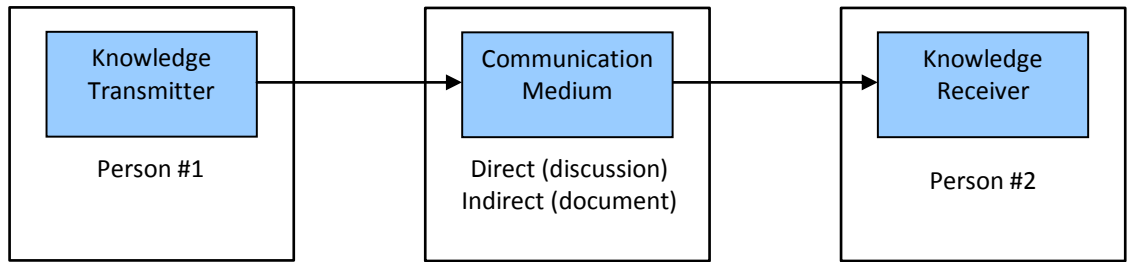 Knowledge
Transmitter
Person #1
Communication
Medium
Direct (discussion)
Indirect (document)
Knowledge
Receiver
Person #2